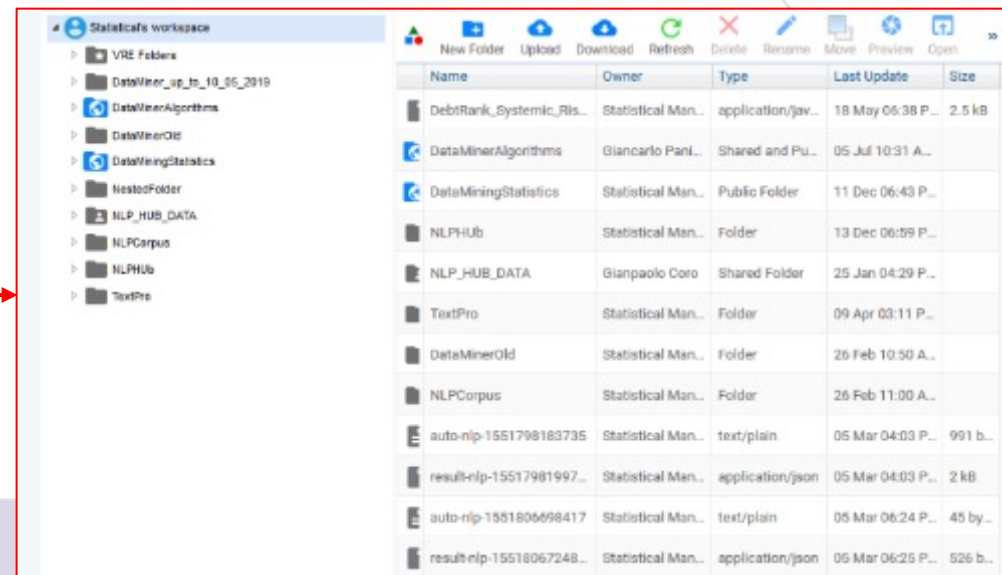 Statistical's workspace
VRE Folders
DataMiner_up_to_10_05_2019
DataMinerAlgorithms
DataMinerOld
DataMiningStatistics
NestedFolder
NLP_HUB_DATA
NLPCorpus
NLPHUb
TextPro
New Folder Upload Download Refresh Delete Rename Move Preview Open »
Name Owner Type Last Update Size
DebtRank_Systemic_Ris... Statistical Man... application/jav... 18 May 06:38 P... 2.5 kB
DataMinerAlgorithms Giancarlo Pani... Shared and Pu... 05 Jul 10:31 A...
DataMiningStatistics Statistical Man... Public Folder 11 Dec 06:43 P...
NLPHUb Statistical Man... Folder 13 Dec 06:59 P...
NLP_HUB_DATA Gianpaolo Coro Shared Folder 25 Jan 04:29 P...
TextPro Statistical Man... Folder 09 Apr 03:11 P...
DataMinerOld Statistical Man... Folder 26 Feb 10:50 A...
NLPCorpus Statistical Man... Folder 26 Feb 11:00 A...
auto-nlp-1551798183735 Statistical Man... text/plain 05 Mar 04:03 P... 991 b...
result-nlp-15517981997... Statistical Man... application/json 05 Mar 04:03 P... 2 kB
auto-nlp-1551806698417 Statistical Man... text/plain 05 Mar 06:24 P... 45 by...
result-nlp-15518067248... Statistical Man... application/json 05 Mar 06:25 P... 526 b...